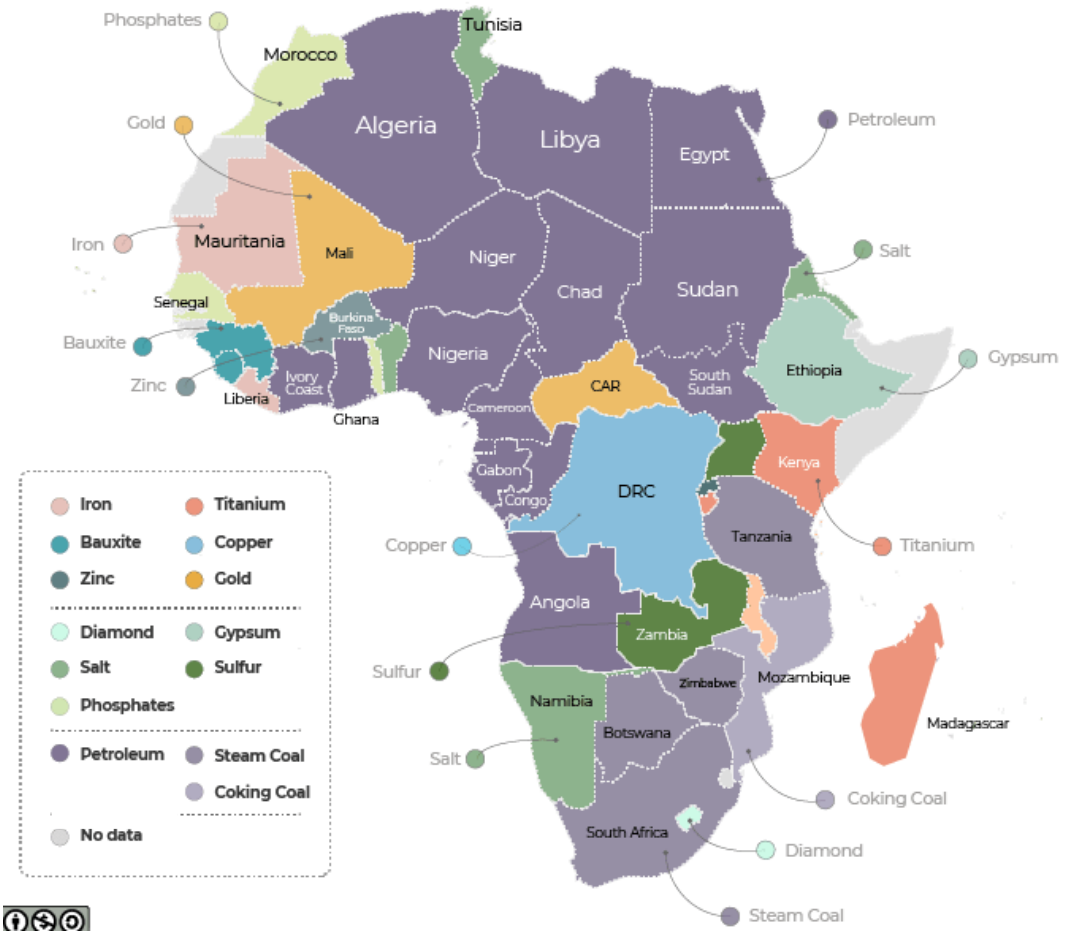 Phosphates
Tunisia
Morocco
Gold
Algeria
Libya
Egypt
Petroleum
Iron
Mauritania
Mali
Niger
Chad
Sudan
Salt
Senegal
Bauxite
Burkina
Faso
Nigeria
Zinc
Ivory
Coast
Liberia
Ghana
Cameroon
CAR
South
Sudan
Ethiopia
Gypsum
Gabon
Congo
DRC
Kenya
Copper
Tanzania
Titanium
Angola
Zambia
Sulfur
Namibia
Zimbabwe
Mozambique
Botswana
Madagascar
Salt
Coking Coal
South Africa
Diamond
Steam Coal
Iron
Titanium
Bauxite
Copper
Zinc
Gold
Diamond
Gypsum
Salt
Sulfur
Phosphates
Petroleum
Steam Coal
Coking Coal
No data